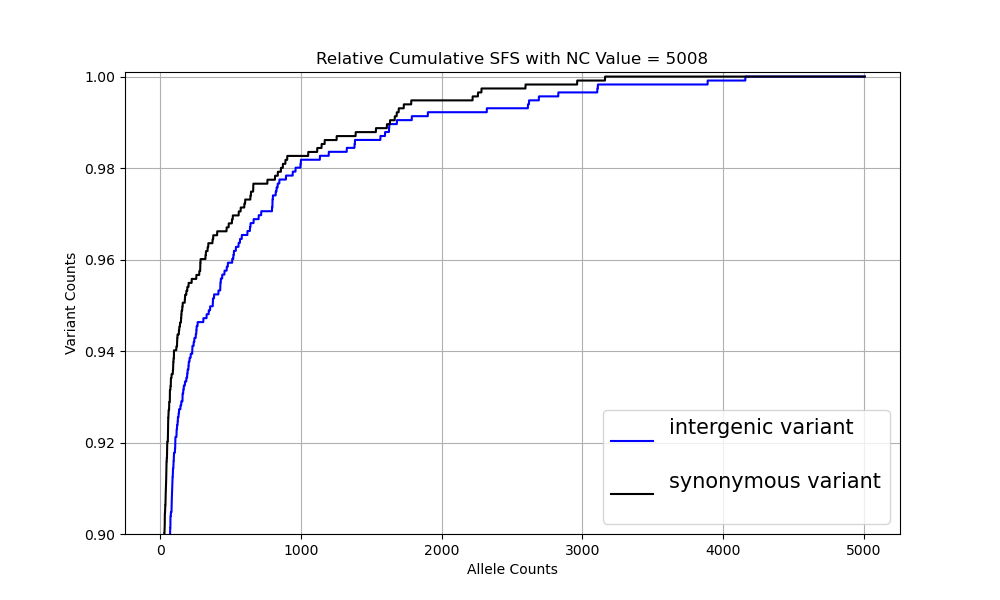 Relative Cumulative SFS with NC Value = 5008
1.00
0.98
0.96
0.94
0.92
0.90
Variant Counts
intergenic variant
synonymous variant
0 1000 2000 3000 4000 5000
Allele Counts